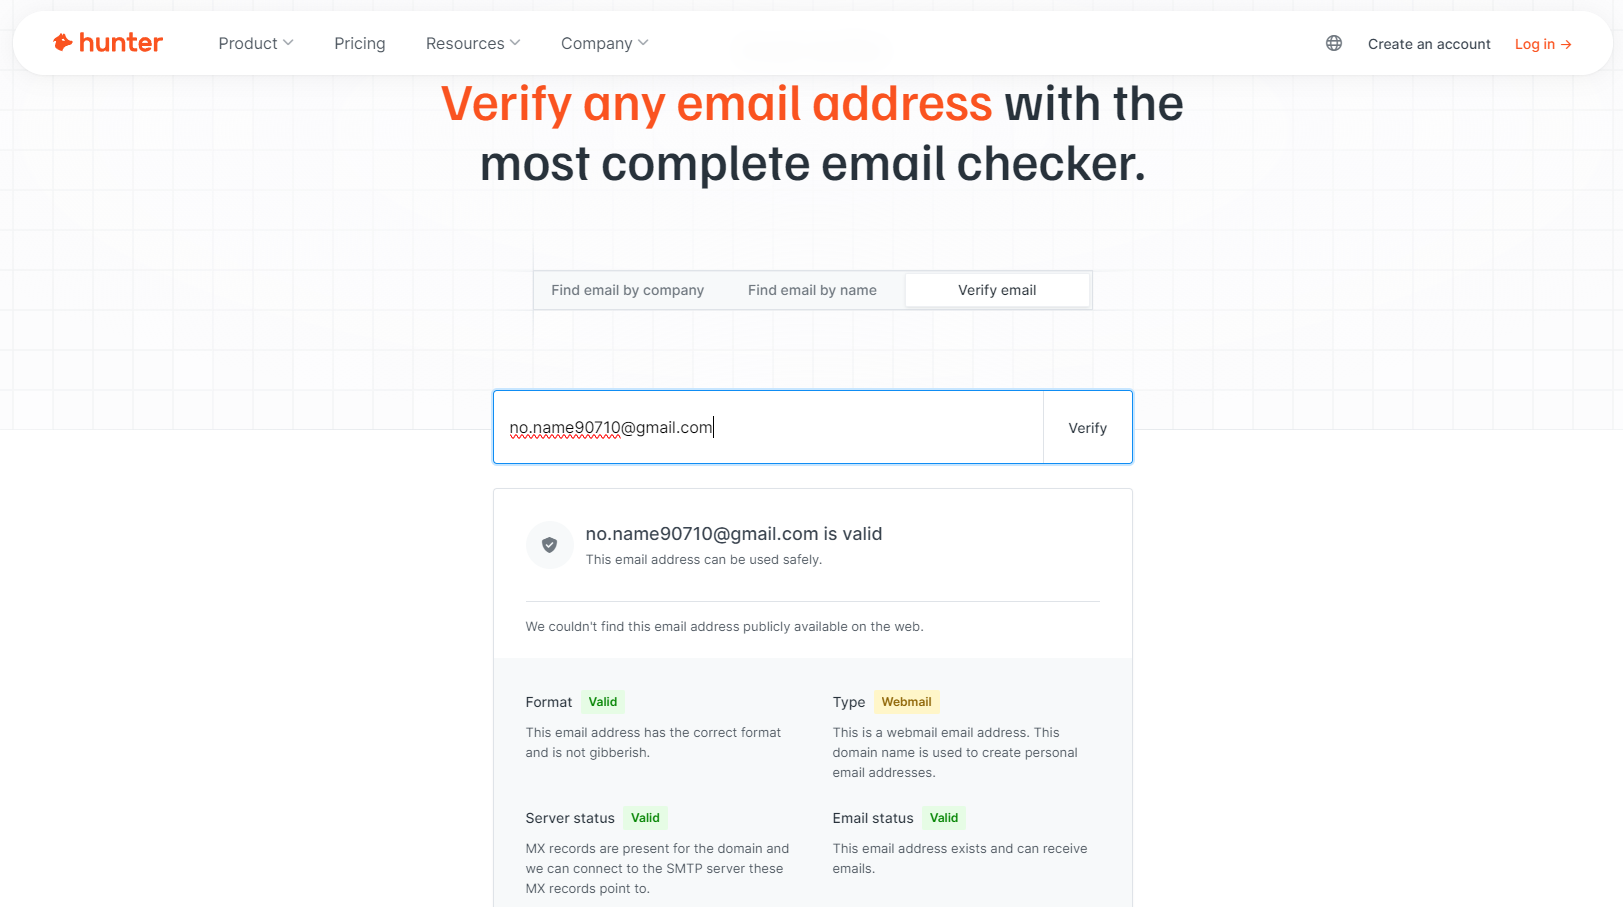 hunter
Product
Pricing
Resources
Company
Create an account
Log in →
Verify any email address with the
most complete email checker.
Find email by company
Find email by name
Verify email
no.name90710@gmail.com
Verify
no.name90710@gmail.com is valid
This email address can be used safely.
We couldn't find this email address publicly available on the web.
Format Valid
This email address has the correct format
and is not gibberish.
Type Webmail
This is a webmail email address. This
domain name is used to create personal
email addresses.
Server status Valid
MX records are present for the domain and
we can connect to the SMTP server these
MX records point to.
Email status Valid
This email address exists and can receive
emails.